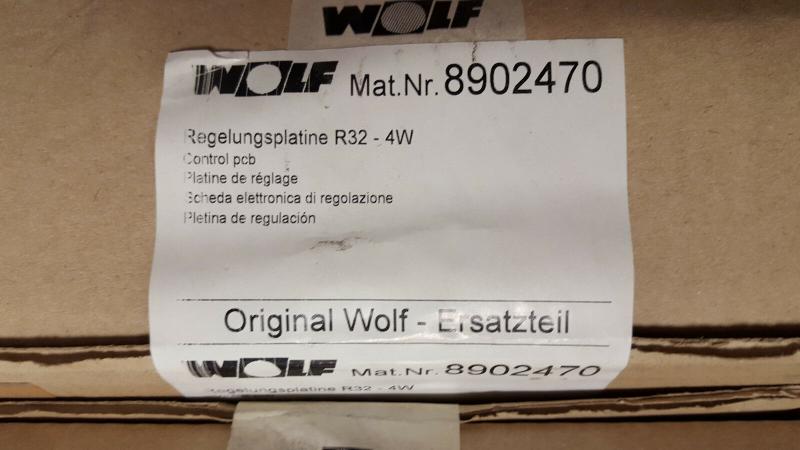 WOLF
WOLF Mat.Nr. 8902470
Regelungsplatine R32 - 4W
Control pcb
Platine de réglage
Scheda elettronica di regolazione
Pletina de regulación
Original Wolf - Ersatzteil
WOLF Mat.Nr. 8902470
Regelungsplatine R32 - 4W